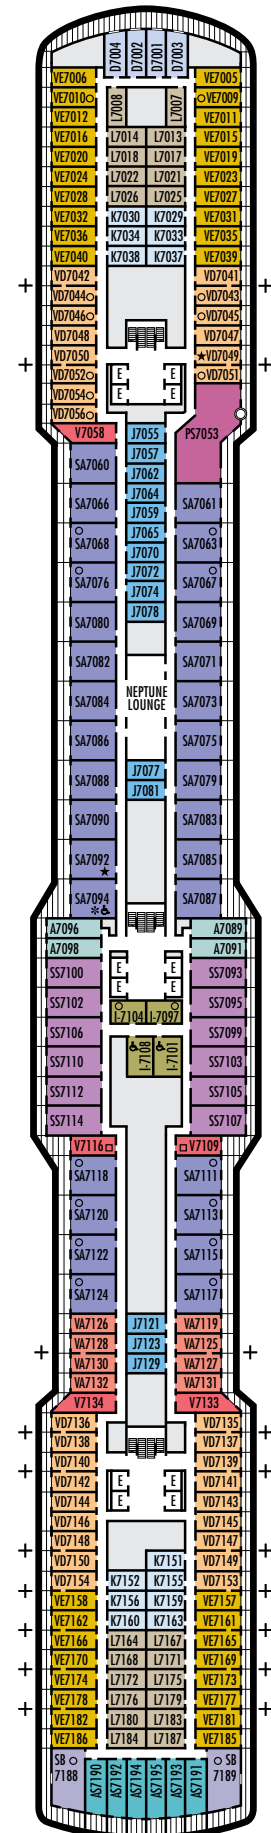 D7004 D7002 D7001 D7003
VE7006 VE7005
VE7010 L7008 L7007 VE7009
VE7012 VE7011
VE7016 L7014 L7013 VE7015
VE7020 L7018 L7017 VE7019
VE7024 L7022 L7021 VE7023
VE7028 L7026 L7025 VE7027
VE7032 K7030 K7029 VE7031
VE7036 K7034 K7033 VE7035
VE7040 K7038 K7037 VE7039
VD7042 VD7041
VD7044 VD7043
VD7046 VD7045
VD7048 VD7047
VD7050 VD7049
VD7052 E E VD7051
VD7054 E E
VD7056
V7058 J7055 PS7053
J7057
SA7060 J7062
J7064
SA7066 J7059 SA7061
J7065
SA7068 J7070 SA7063
J7072
SA7076 J7074 SA7067
J7078
SA7080 SA7069
SA7082 SA7071
SA7084 NEPTUNE SA7073
LOUNGE
SA7086 SA7075
SA7088 J7077 SA7079
J7081
SA7090 SA7083
SA7092 SA7085
SA7094 SA7087
A7096 A7089
A7098 A7091
SS7100 E E SS7093
E E
SS7102 I-7104 I-7097 SS7095
SS7106 SS7099
SS7110 I-7108 I-7101 SS7103
SS7112 SS7105
SS7114 SS7107
V7116 V7109
SA7118 SA7111
SA7120 SA7113
SA7122 SA7115
SA7124 SA7117
VA7126 J7121 VA7119
VA7128 J7123 VA7125
VA7130 J7129 VA7127
VA7132 VA7131
V7134 V7133
VD7136 VD7135
VD7138 VD7137
VD7140 VD7139
VD7142 E E VD7141
VD7144 E E VD7143
VD7146 VD7145
VD7148 VD7147
VD7150 K7151 VD7149
VD7154 K7152 K7155 VD7153
VE7158 K7156 K7159 VE7157
VE7162 K7160 K7163 VE7161
VE7166 L7164 L7167 VE7165
VE7170 L7168 L7171 VE7169
VE7174 L7172 L7175 VE7173
VE7178 L7176 L7179 VE7177
VE7182 L7180 L7183 VE7181
VE7186 L7184 L7187 VE7185
SB 7188 AS7190 AS7192 AS7194 AS7195 AS7193 AS7191 SB 7189